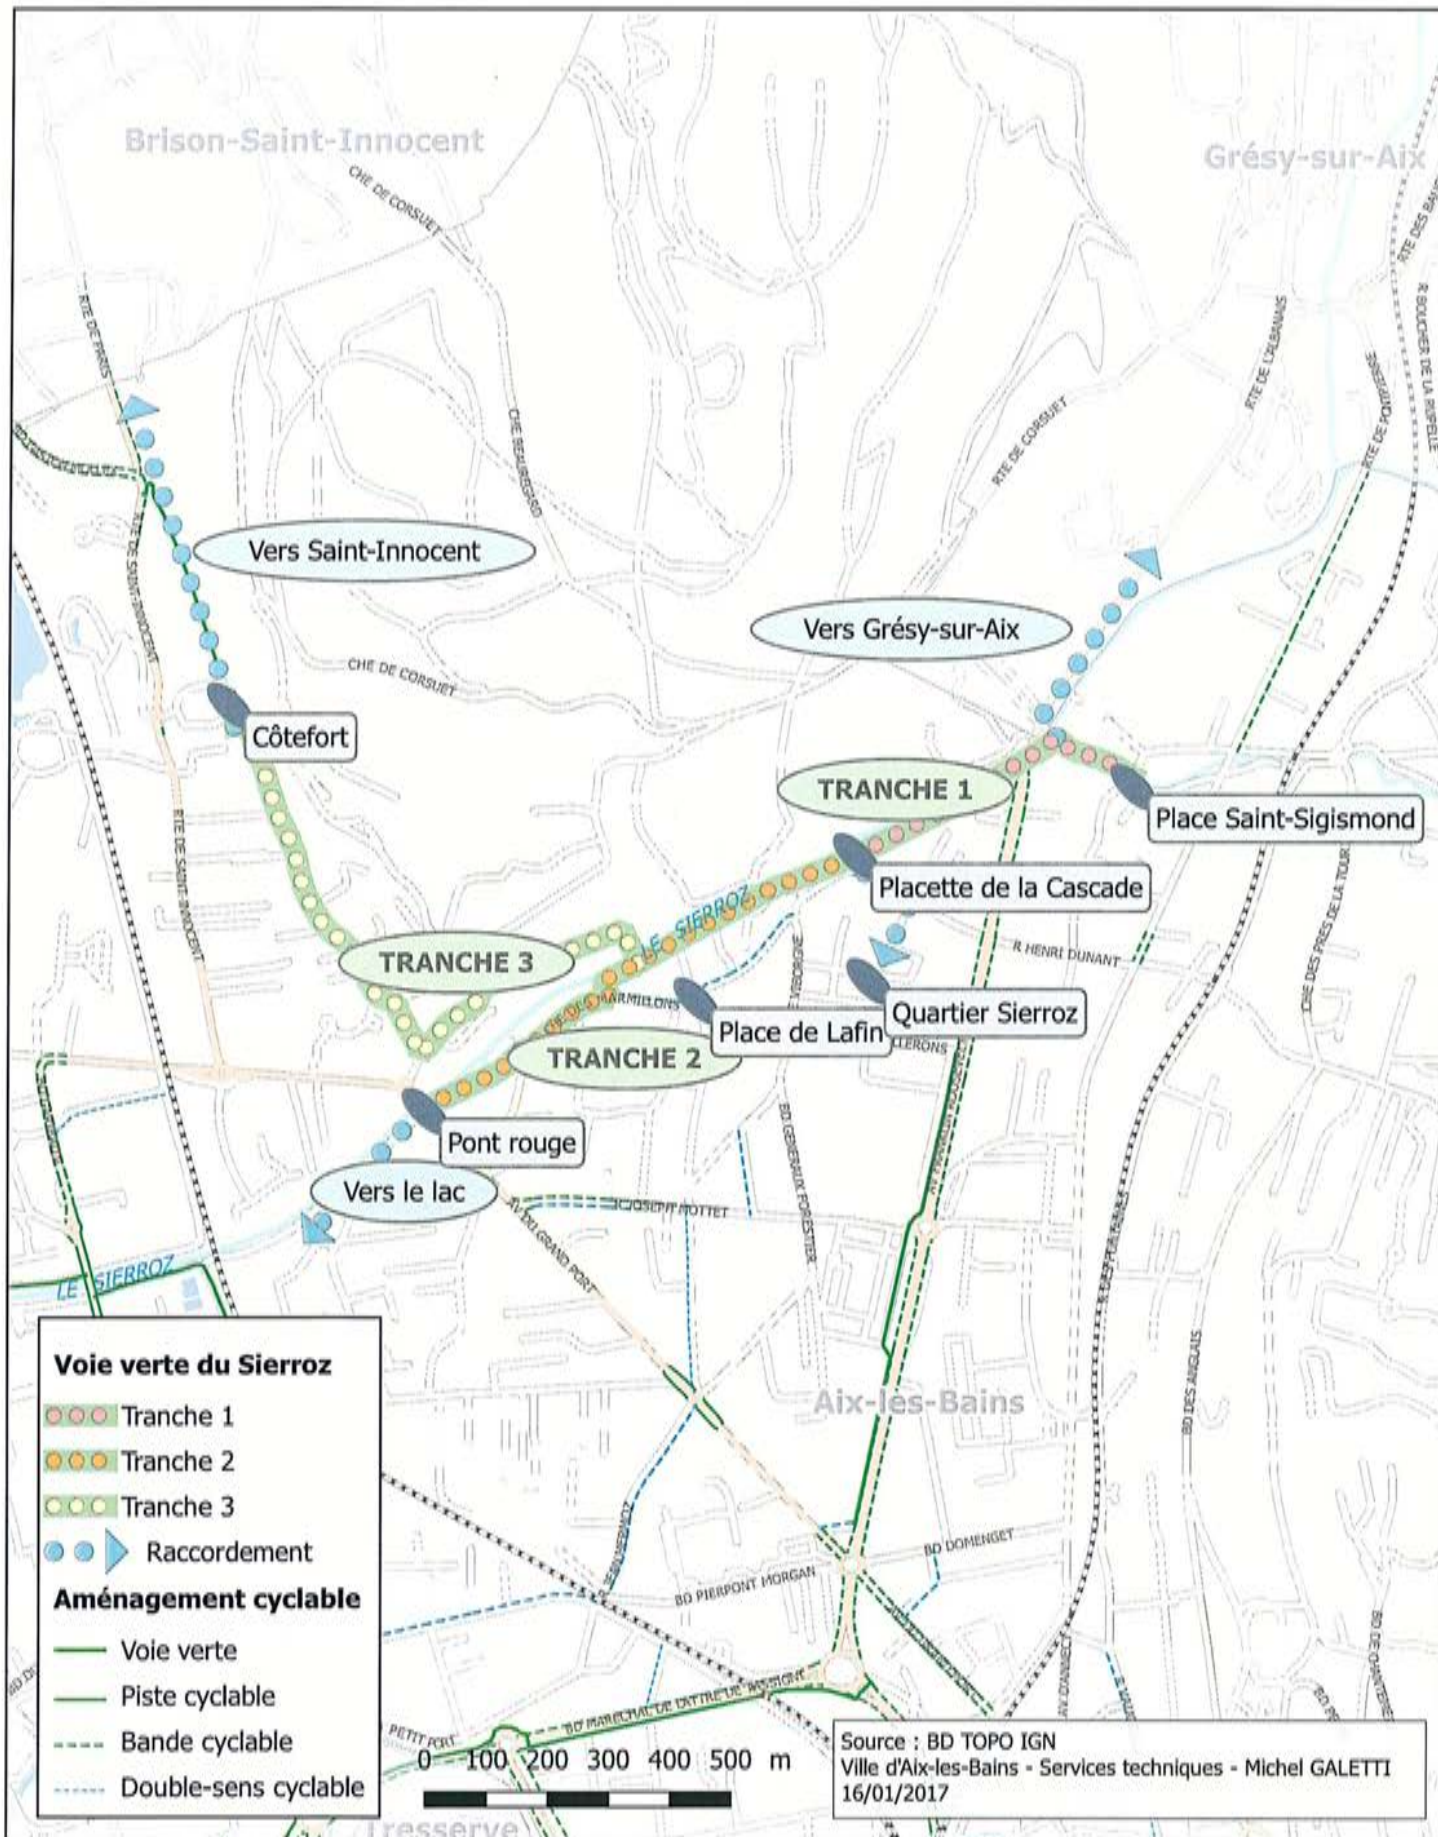 Brison-Saint-Innocent
Grésy-sur-Aix
CHE DE CORSUET
RTE DE PARIS
RTE DE L'ALBANAIS
R BOUCHER DE LA RUPELLE
CHE BEAUREGARD
RTE DE CORSUET
Vers Saint-Innocent
RTE DE SAINT-INNOCENT
Vers Grésy-sur-Aix
CHE DE CORSUET
Côtefort
TRANCHE 1
Place Saint-Sigismond
RTE DE SAINT-INNOCENT
Placette de la Cascade
CHE DES PRES DE LA TOUR
LE SIERROZ
TRANCHE 3
R HENRI DUNANT
MARMILLONS
Quartier Sierroz
Place de Lafin
TRANCHE 2
Pont rouge
BD GENERAUX FORESTIER
Vers le lac
R JOSEPH MOTTET
AV DU GRAND PORT
LE SIERROZ
Voie verte du Sierroz
Tranche 1
Tranche 2
Tranche 3
Raccordement
Aménagement cyclable
Voie verte
Piste cyclable
Bande cyclable
Double-sens cyclable
Aix-les-Bains
BD DES ANGLAIS
R JEAN MERMOZ
BD DOMENGET
BD PIERPONT MORGAN
AV D'ANNECY
BD MARECHAL DE LATTRE DE TASSIGNY
PETIT PORT
0 100 200 300 400 500 m
Source : BD TOPO IGN
Ville d'Aix-les-Bains - Services techniques - Michel GALETTI
16/01/2017
Tresserve